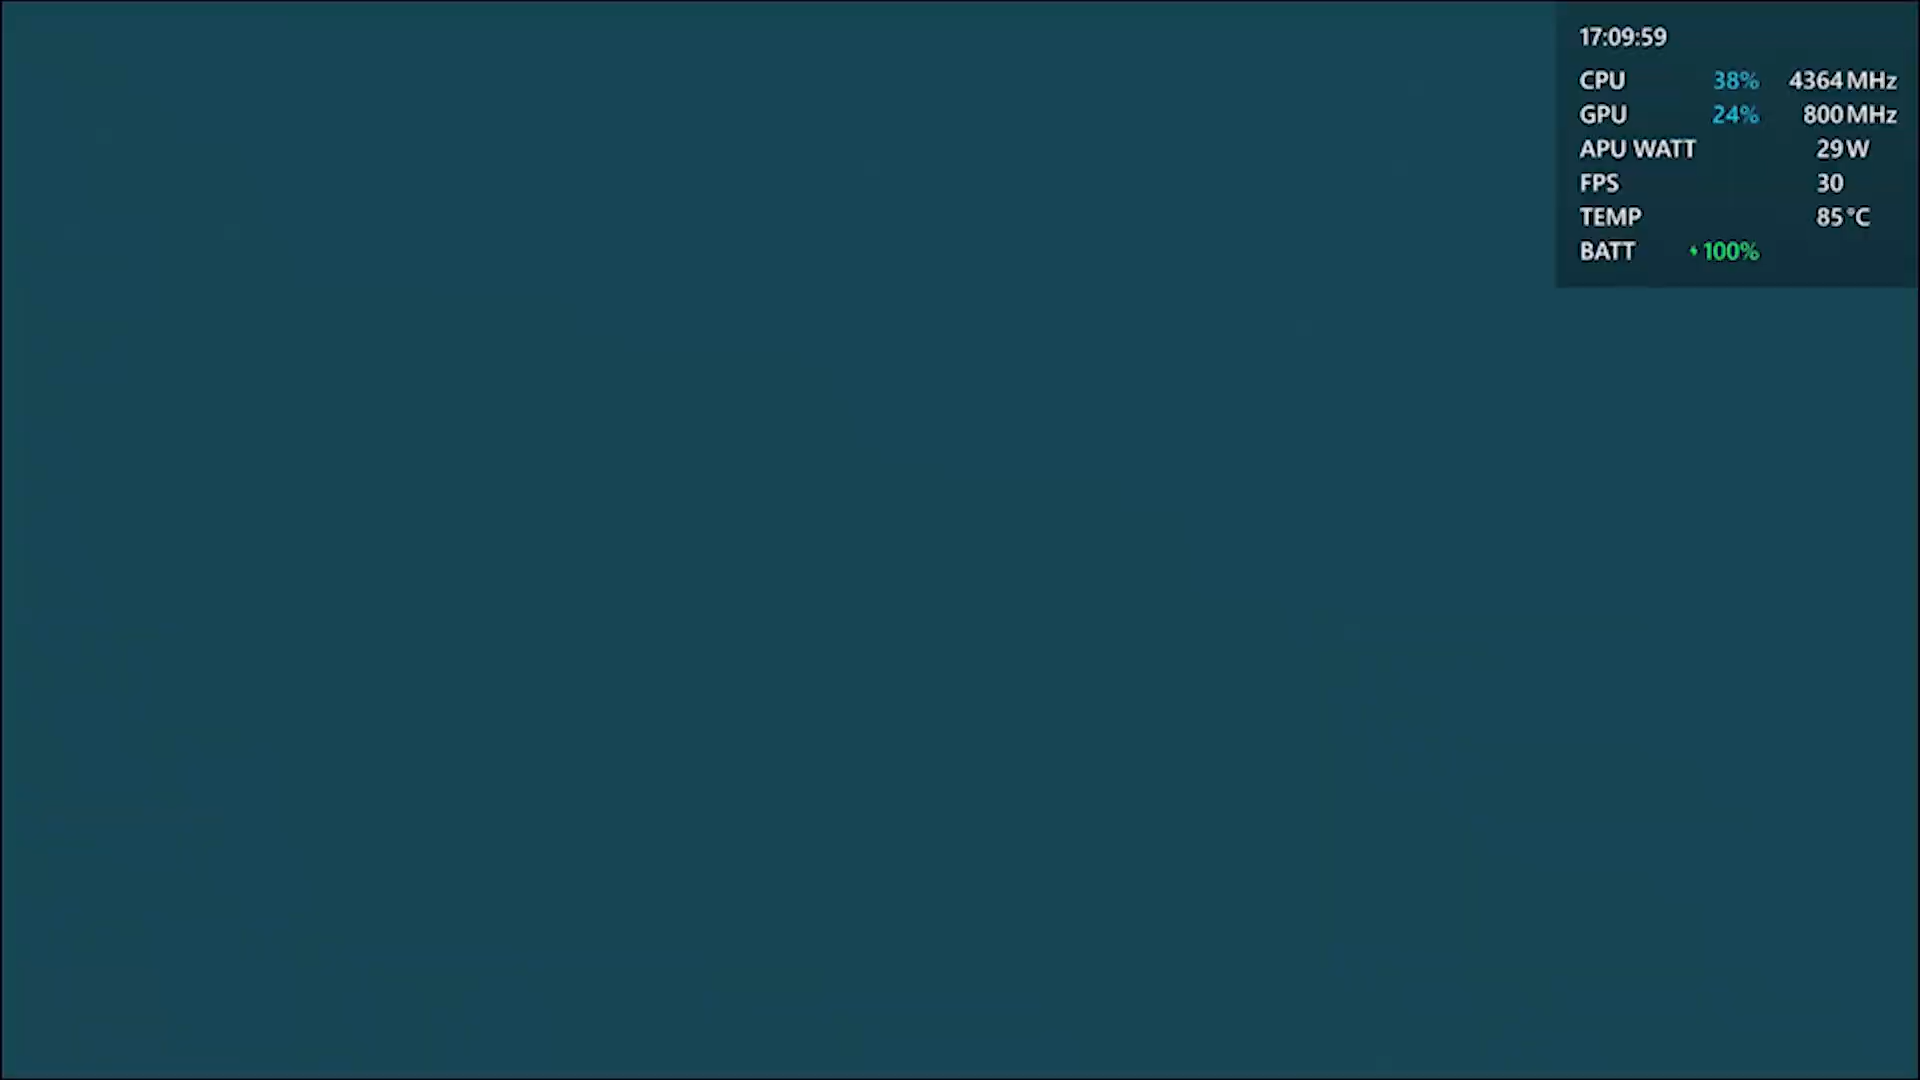 17:09:59
CPU 38% 4364 MHz
GPU 24% 800 MHz
APU WATT 29 W
FPS 30
TEMP 85 °C
BATT 100%